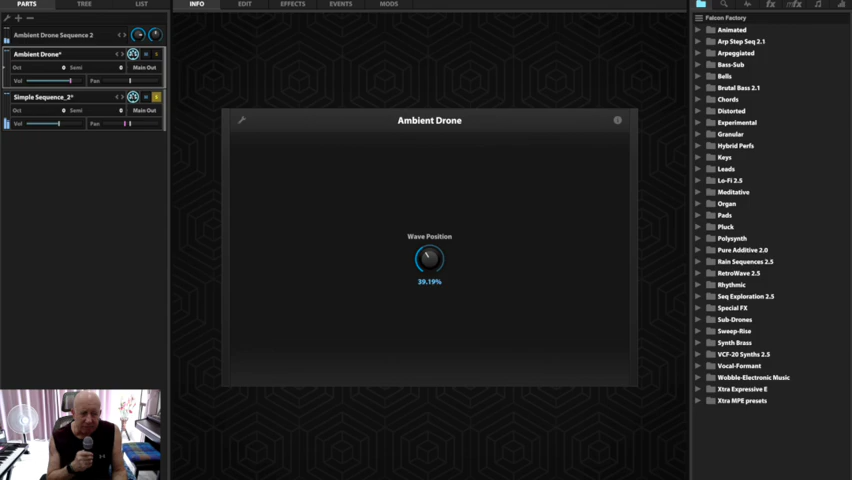 PARTS TREE LIST INFO EDIT EFFECTS EVENTS MODS
Ambient Drone Sequence 2
Ambient Drone* M S
Oct 0 Semi 0 Main Out
Vol Pan
Simple Sequence_2* M S
Oct 0 Semi 0 Main Out
Vol Pan
Ambient Drone
Wave Position
39.19%
Falcon Factory
Animated
Arp Step Seq 2.1
Arpeggiated
Bass-Sub
Bells
Brutal Bass 2.1
Chords
Distorted
Experimental
Granular
Hybrid Perfs
Keys
Leads
Lo-Fi 2.5
Meditative
Organ
Pads
Pluck
Polysynth
Pure Additive 2.0
Rain Sequences 2.5
RetroWave 2.5
Rhythmic
Seq Exploration 2.5
Special FX
Sub-Drones
Sweep-Rise
Synth Brass
VCF-20 Synths 2.5
Vocal-Formant
Wobble-Electronic Music
Xtra Expressive E
Xtra MPE presets